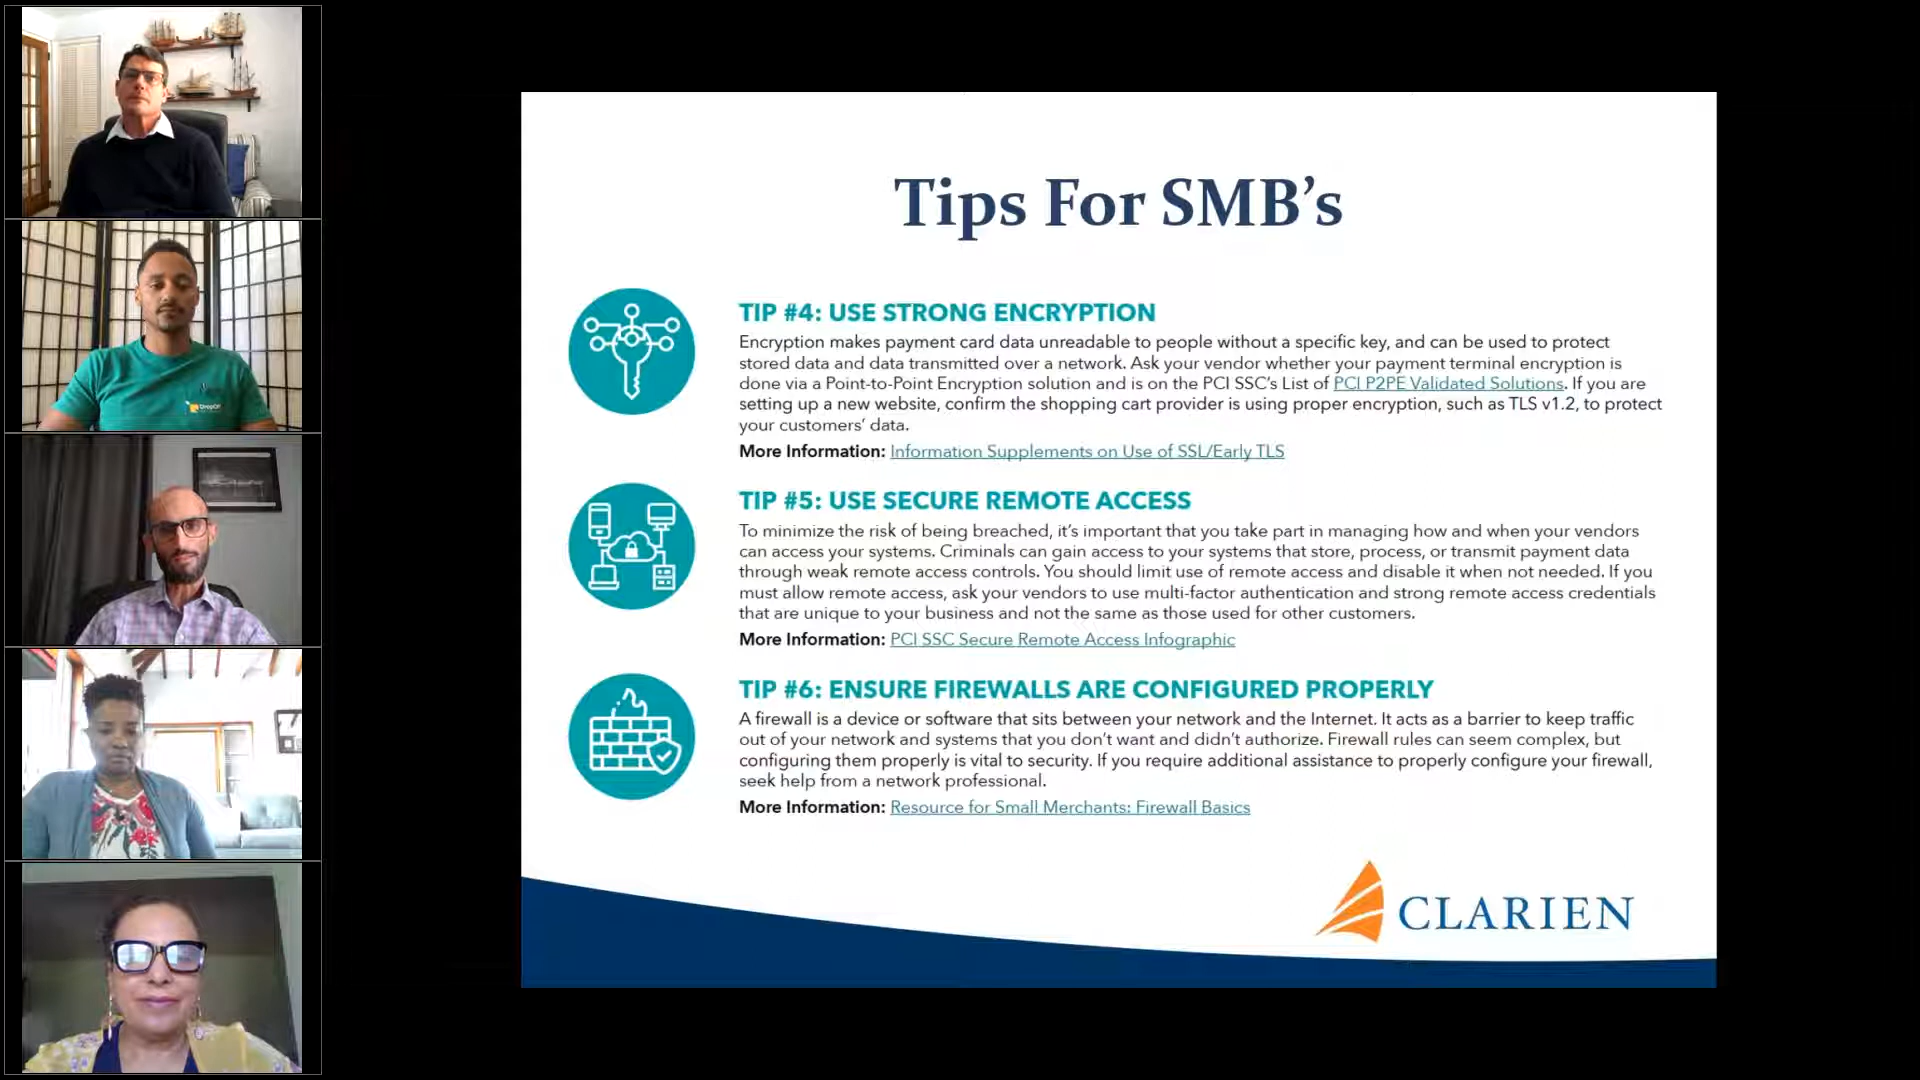 Tips For SMB’s
TIP #4: USE STRONG ENCRYPTION
Encryption makes payment card data unreadable to people without a specific key, and can be used to protect
stored data and data transmitted over a network. Ask your vendor whether your payment terminal encryption is
done via a Point-to-Point Encryption solution and is on the PCI SSC’s List of PCI P2PE Validated Solutions. If you are
setting up a new website, confirm the shopping cart provider is using proper encryption, such as TLS v1.2, to protect
your customers’ data.
More Information: Information Supplements on Use of SSL/Early TLS
TIP #5: USE SECURE REMOTE ACCESS
To minimize the risk of being breached, it’s important that you take part in managing how and when your vendors
can access your systems. Criminals can gain access to your systems that store, process, or transmit payment data
through weak remote access controls. You should limit use of remote access and disable it when not needed. If you
must allow remote access, ask your vendors to use multi-factor authentication and strong remote access credentials
that are unique to your business and not the same as those used for other customers.
More Information: PCI SSC Secure Remote Access Infographic
TIP #6: ENSURE FIREWALLS ARE CONFIGURED PROPERLY
A firewall is a device or software that sits between your network and the Internet. It acts as a barrier to keep traffic
out of your network and systems that you don’t want and didn’t authorize. Firewall rules can seem complex, but
configuring them properly is vital to security. If you require additional assistance to properly configure your firewall,
seek help from a network professional.
More Information: Resource for Small Merchants: Firewall Basics
CLARIEN